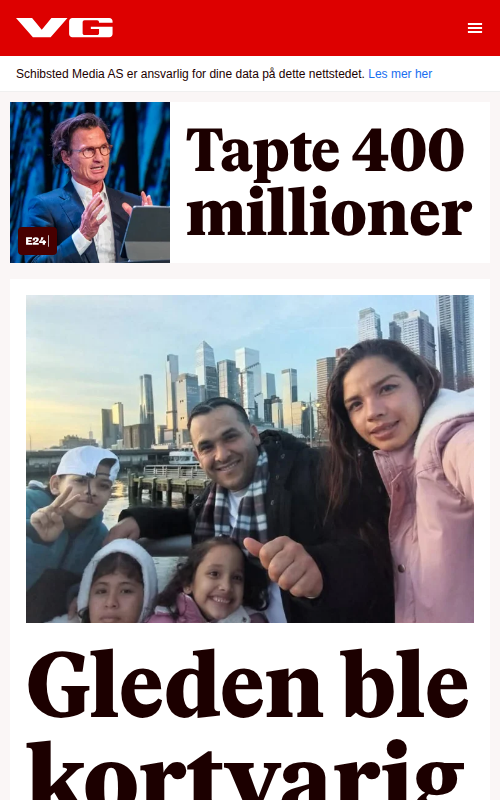 VG
Schibsted Media AS er ansvarlig for dine data på dette nettstedet. Les mer her
E24
Tapte 400
millioner
Gleden ble
kortvarig